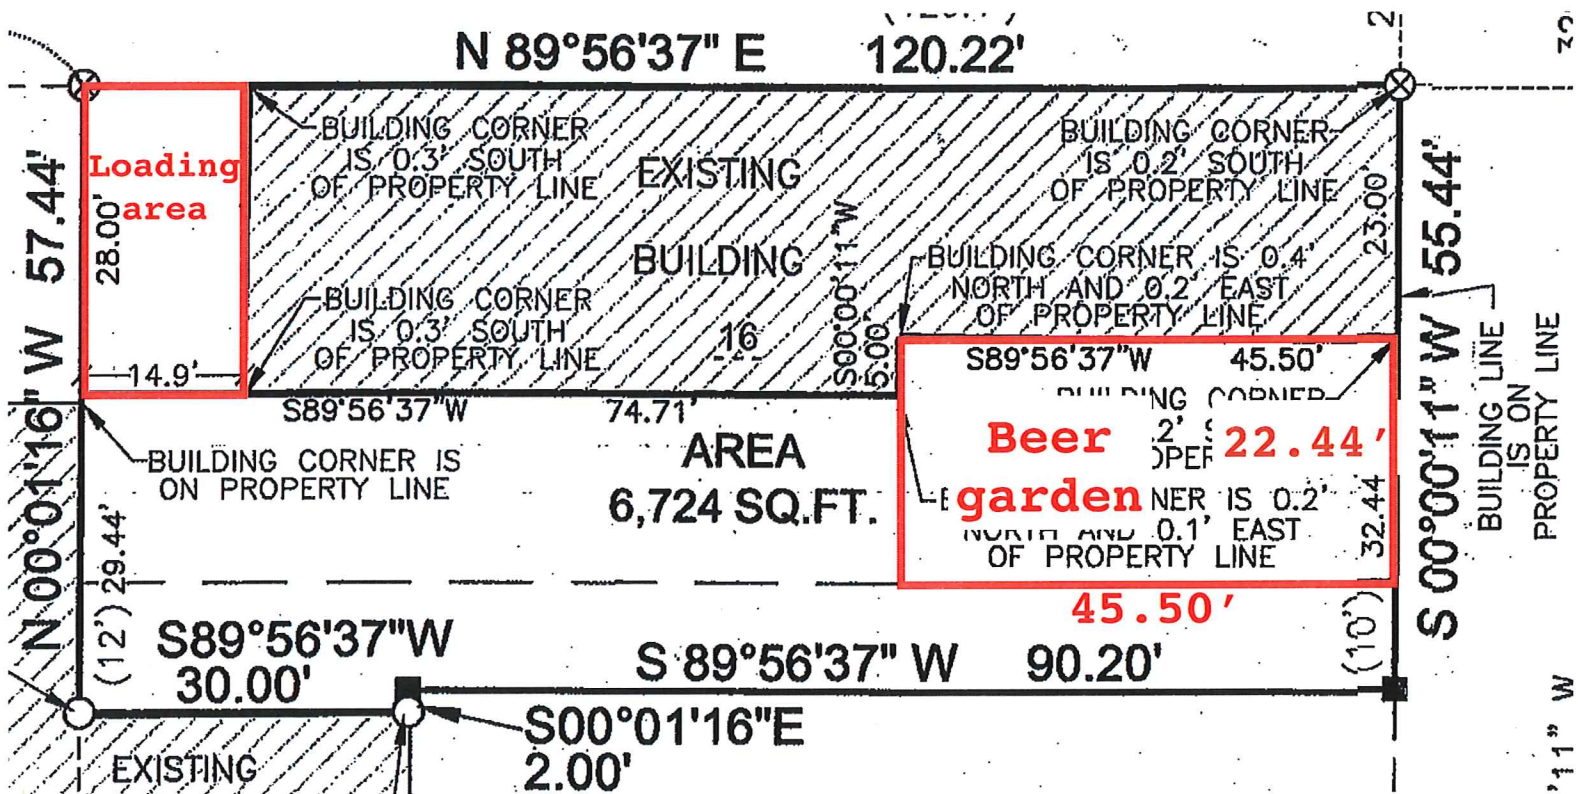 N 89°56'37" E 120.22'
2
BUILDING CORNER
IS 0.3' SOUTH
OF PROPERTY LINE
EXISTING
BUILDING
16
BUILDING CORNER
IS 0.2' SOUTH
OF PROPERTY LINE
Loading
area
28.00'
14.9'
N 00°01'16" W 57.44'
BUILDING CORNER
IS 0.3' SOUTH
OF PROPERTY LINE
S00°00'11"W
5.00'
BUILDING CORNER IS 0.4'
NORTH AND 0.2' EAST
OF PROPERTY LINE
23.00'
S 00°00'11" W 55.44'
BUILDING LINE
IS ON
PROPERTY LINE
S89°56'37"W 45.50'
S89°56'37"W 74.71'
BUILDING CORNER IS
ON PROPERTY LINE
AREA
6,724 SQ.FT.
Beer
garden
22.44'
NER IS 0.2'
NORTH AND 0.1' EAST
OF PROPERTY LINE
32.44'
45.50'
(12') 29.44'
(10')
S89°56'37"W
30.00'
S 89°56'37" W 90.20'
S00°01'16"E
2.00'
EXISTING
'11" W